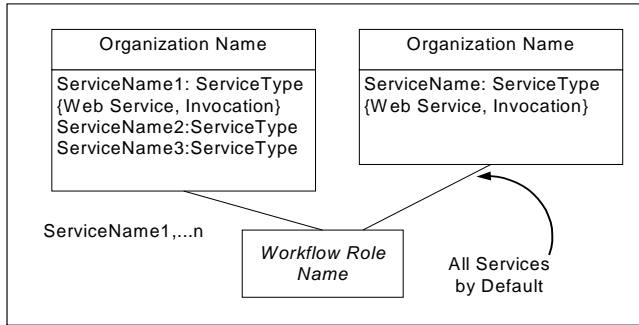 Organization Name
ServiceName1: ServiceType
{Web Service, Invocation}
ServiceName2:ServiceType
ServiceName3:ServiceType
Organization Name
ServiceName: ServiceType
{Web Service, Invocation}
ServiceName1,...n
Workflow Role
Name
All Services
by Default